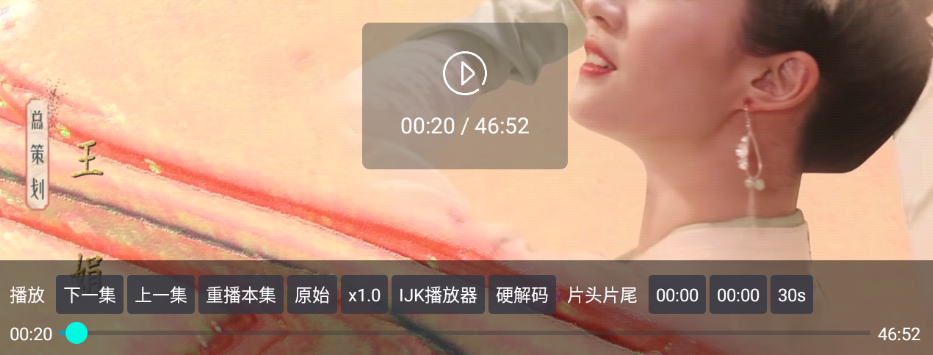 00:20 / 46:52
总策划
王娟
播放 下一集 上一集 重播本集 原始 x1.0 IJK播放器 硬解码 片头片尾 00:00 00:00 30s
00:20 46:52